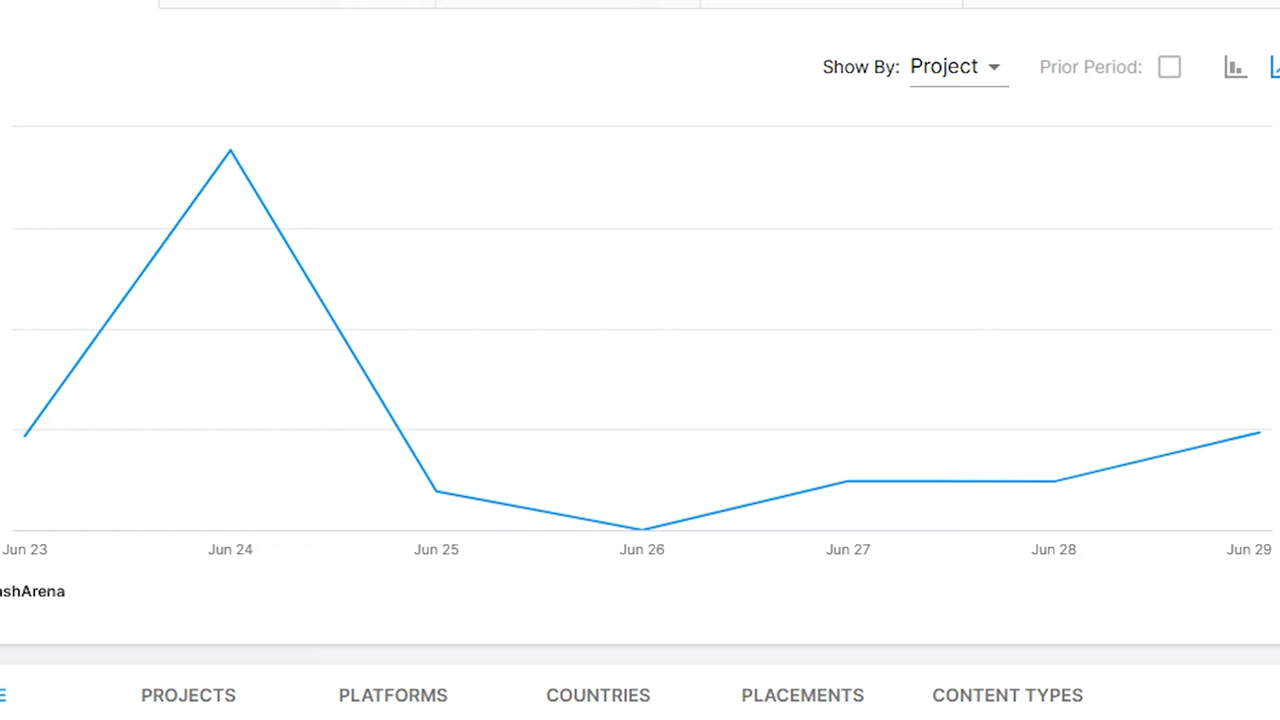 Show By: Project Prior Period:
Jun 23 Jun 24 Jun 25 Jun 26 Jun 27 Jun 28 Jun 29
ashArena
E PROJECTS PLATFORMS COUNTRIES PLACEMENTS CONTENT TYPES